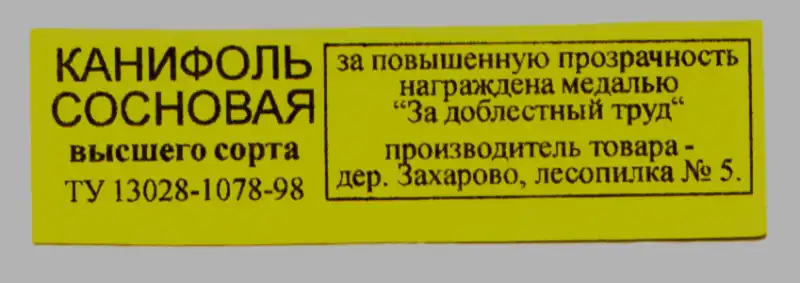 КАНИФОЛЬ
СОСНОВАЯ
высшего сорта
ТУ 13028-1078-98
за повышенную прозрачность
награждена медалью
“За доблестный труд“
производитель товара -
дер. Захарово, лесопилка № 5.